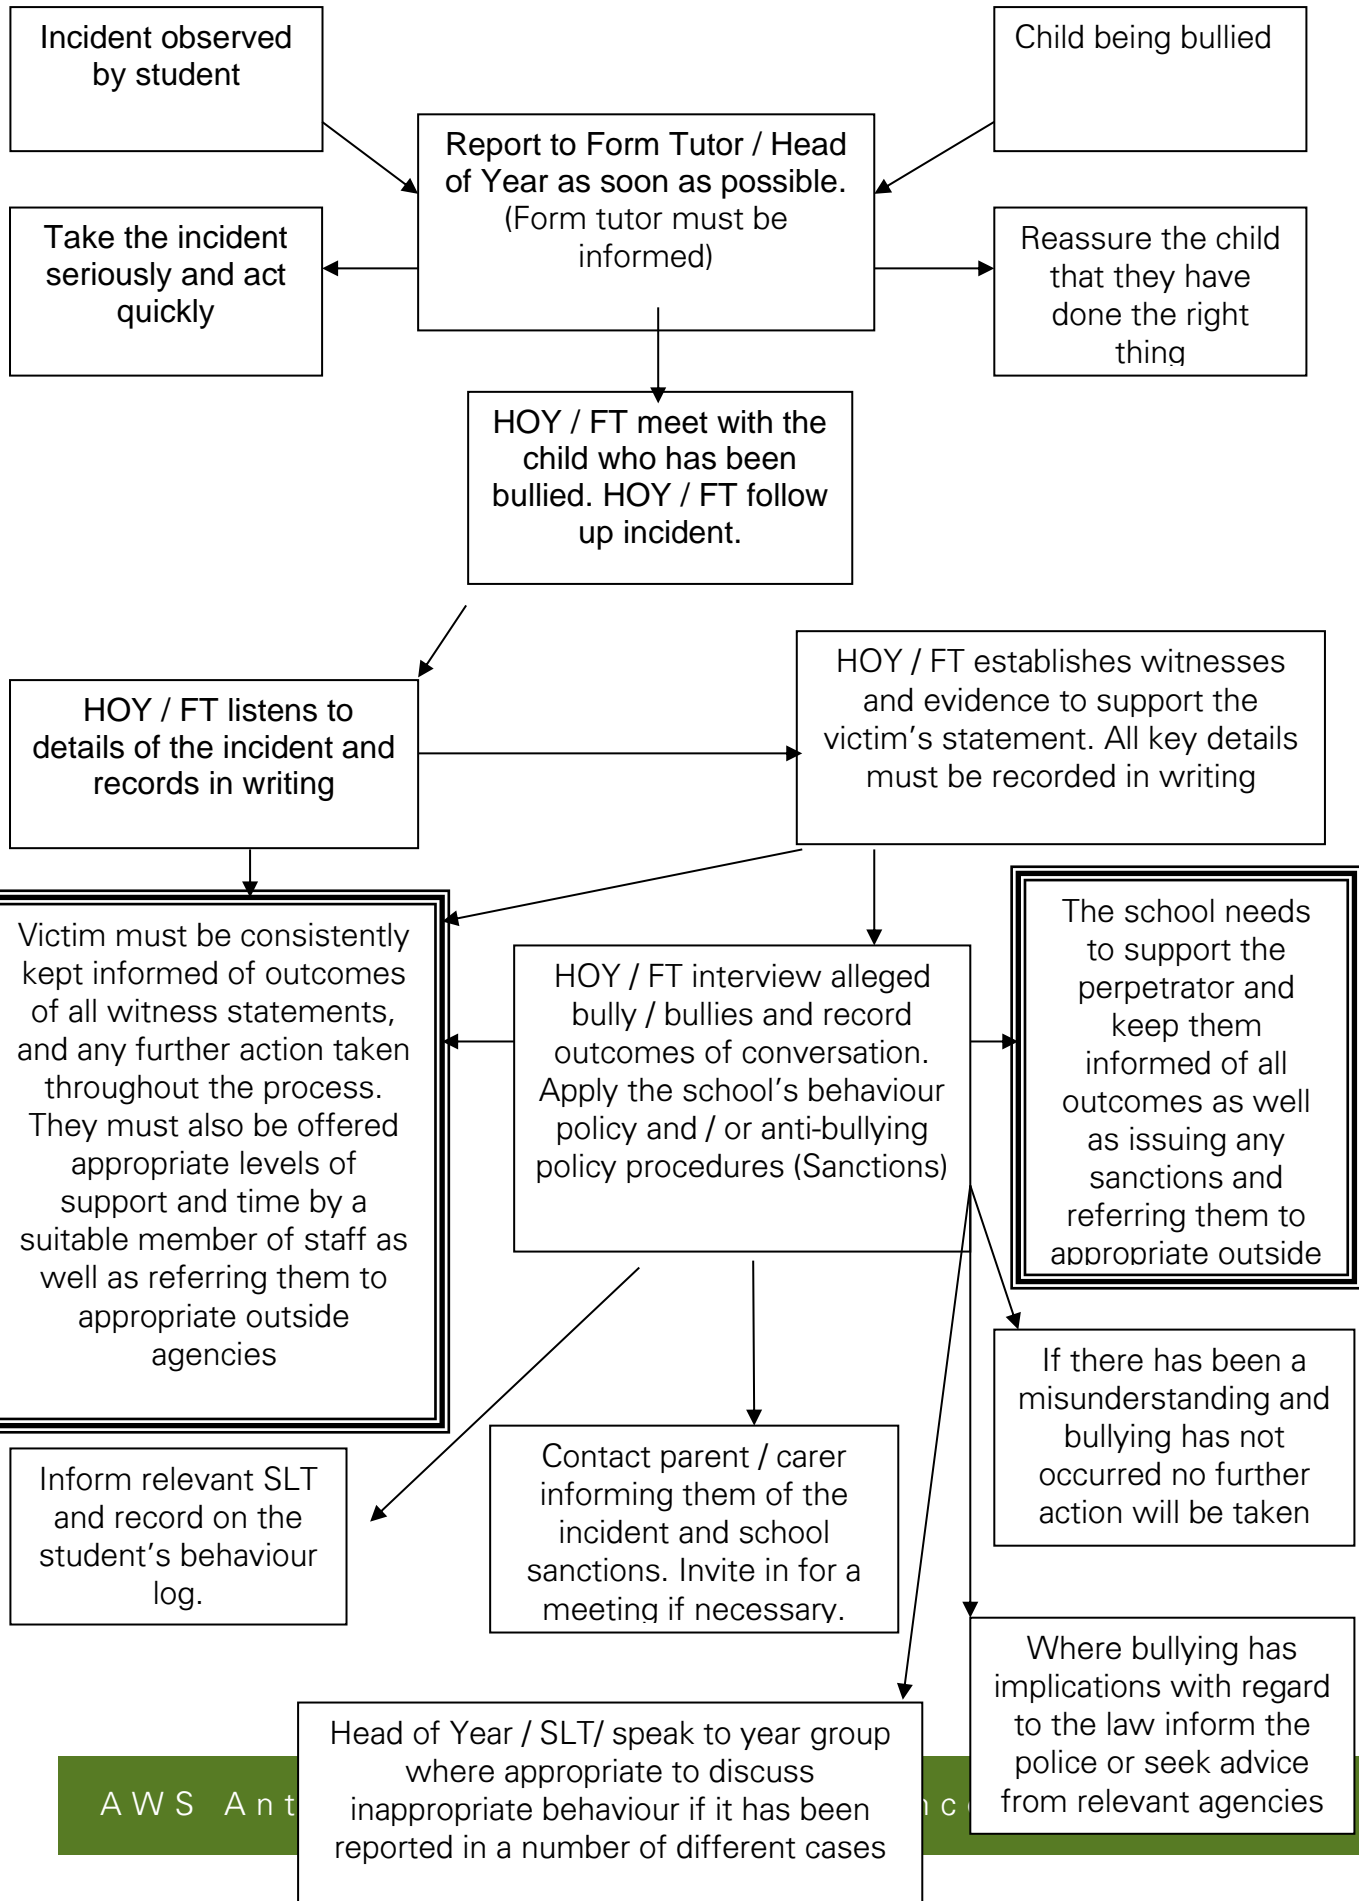 Incident observed
by student
Child being bullied
Report to Form Tutor / Head
of Year as soon as possible.
(Form tutor must be
informed)
Take the incident
seriously and act
quickly
Reassure the child
that they have
done the right
thing
HOY / FT meet with the
child who has been
bullied. HOY / FT follow
up incident.
HOY / FT listens to
details of the incident and
records in writing
HOY / FT establishes witnesses
and evidence to support the
victim's statement. All key details
must be recorded in writing
Victim must be consistently
kept informed of outcomes
of all witness statements,
and any further action taken
throughout the process.
They must also be offered
appropriate levels of
support and time by a
suitable member of staff as
well as referring them to
appropriate outside
agencies
HOY / FT interview alleged
bully / bullies and record
outcomes of conversation.
Apply the school's behaviour
policy and / or anti-bullying
policy procedures (Sanctions)
The school needs
to support the
perpetrator and
keep them
informed of all
outcomes as well
as issuing any
sanctions and
referring them to
appropriate outside
If there has been a
misunderstanding and
bullying has not
occurred no further
action will be taken
Inform relevant SLT
and record on the
student's behaviour
log.
Contact parent / carer
informing them of the
incident and school
sanctions. Invite in for a
meeting if necessary.
Where bullying has
implications with regard
to the law inform the
police or seek advice
from relevant agencies
Head of Year / SLT/ speak to year group
where appropriate to discuss
inappropriate behaviour if it has been
reported in a number of different cases
AWS Ant